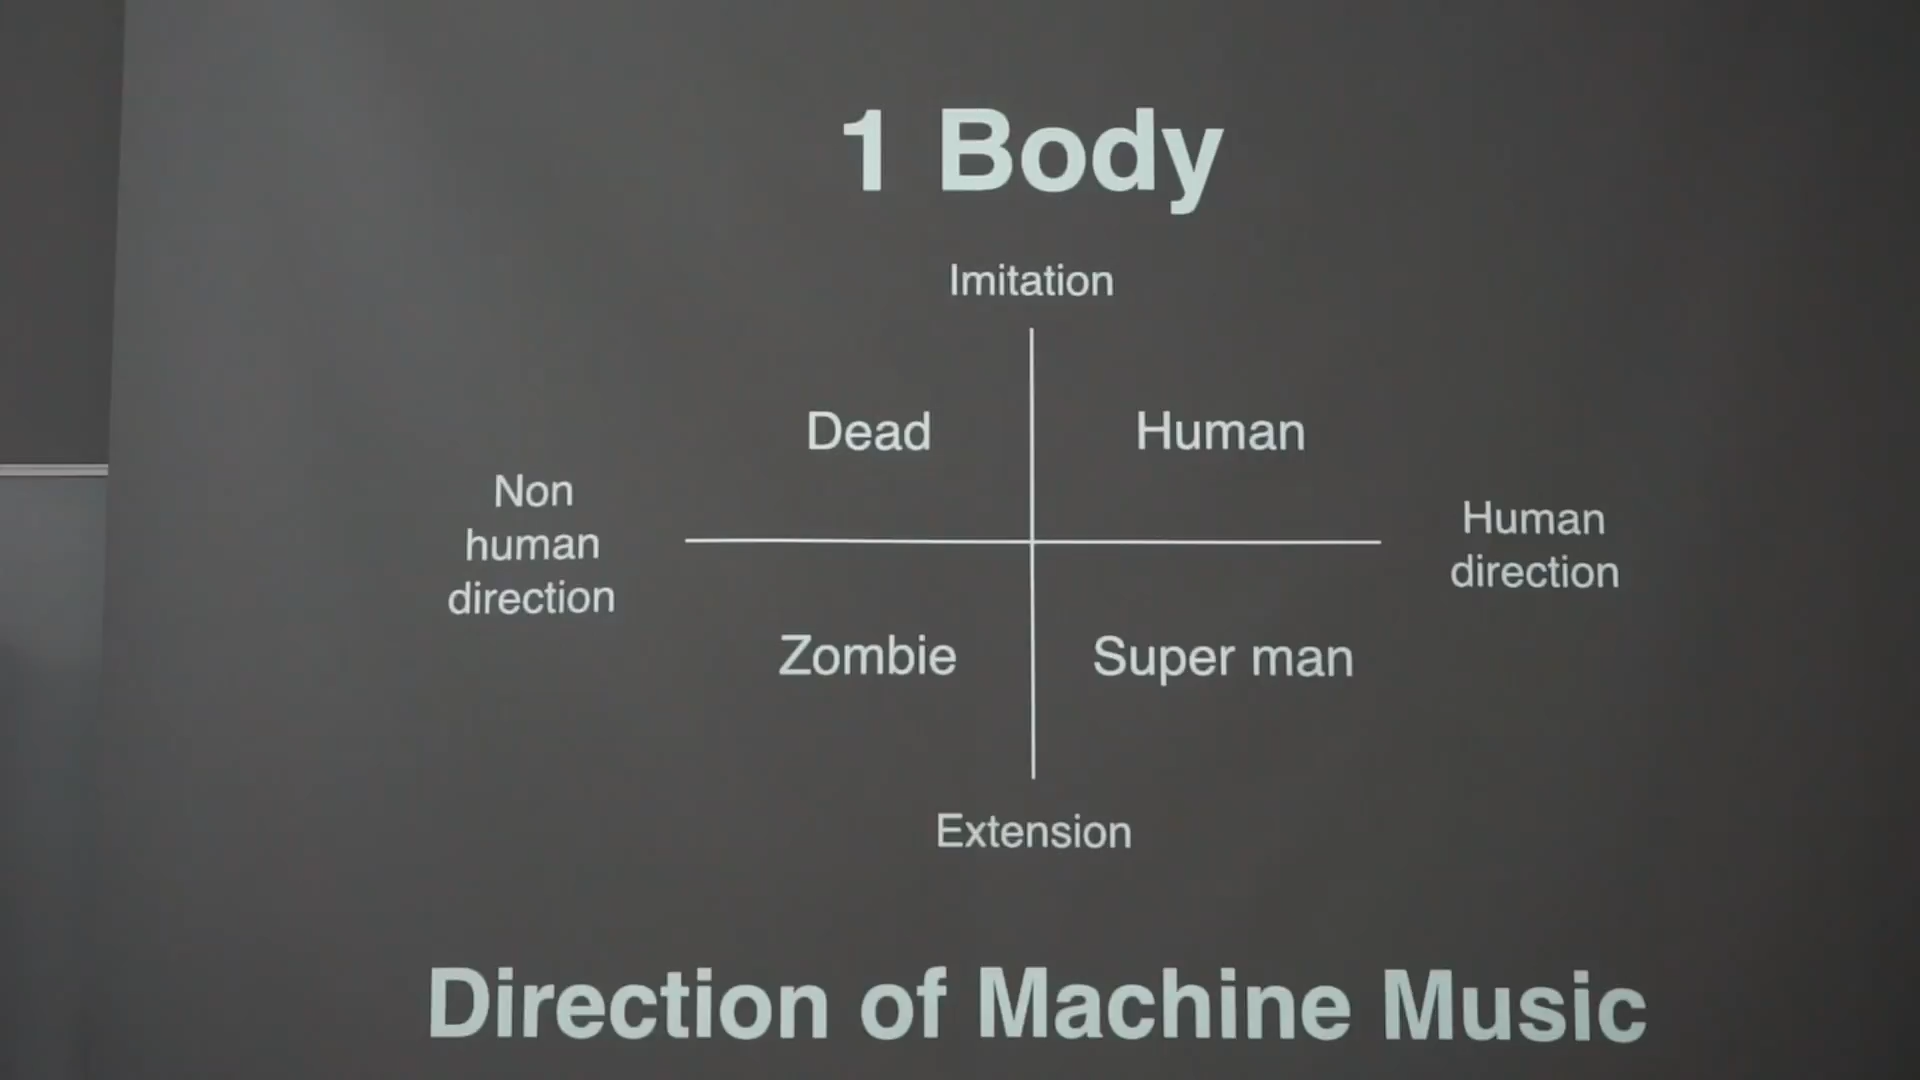 1 Body
Imitation
Dead
Human
Non
human
direction
Human
direction
Zombie
Super man
Extension
Direction of Machine Music